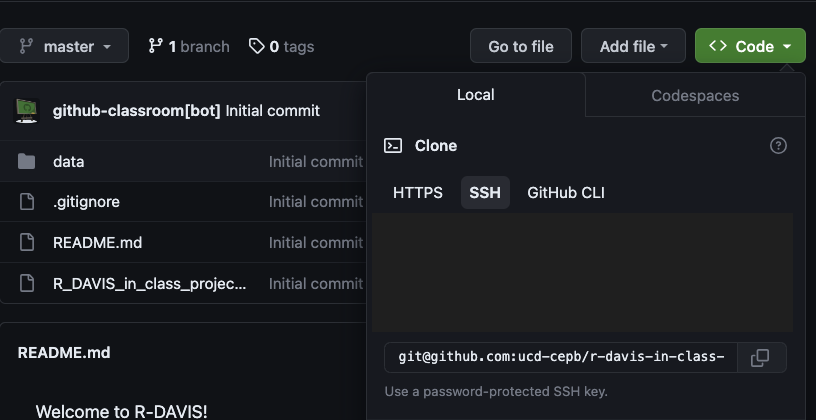 master 1 branch 0 tags Go to file Add file Code
Local Codespaces
github-classroom[bot] Initial commit
Clone
data Initial commit
HTTPS SSH GitHub CLI
.gitignore Initial commit
README.md Initial commit
R_DAVIS_in_class_projec... Initial commit
git@github.com:ucd-cepb/r-davis-in-class-
Use a password-protected SSH key.
README.md
Welcome to R-DAVIS!